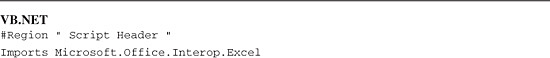 VB.NET
#Region " Script Header "
Imports Microsoft.Office.Interop.Excel